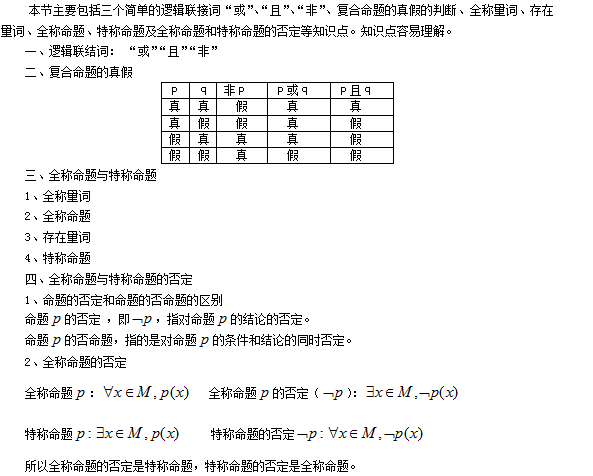 本节主要包括三个简单的逻辑联接词“或”、“且”、“非”、复合命题的真假的判断、全称量词、存在
量词、全称命题、特称命题及全称命题和特称命题的否定等知识点。知识点容易理解。
一、逻辑联结词： “或”“且”“非”
二、复合命题的真假
p q 非p p或q p且q
真 真 假 真 真
真 假 假 真 假
假 真 真 真 假
假 假 真 假 假
三、全称命题与特称命题
1、全称量词
2、全称命题
3、存在量词
4、特称命题
四、全称命题与特称命题的否定
1、命题的否定和命题的否命题的区别
命题 p 的否定 ，即 ¬p ，指对命题 p 的结论的否定。
命题 p 的否命题，指的是对命题 p 的条件和结论的同时否定。
2、全称命题的否定
全称命题 p ：∀x∈M, p(x) 全称命题 p 的否定（ ¬p ）：∃x∈M,¬p(x)
特称命题 p : ∃x∈M, p(x) 特称命题的否定 ¬p : ∀x∈M,¬p(x)
所以全称命题的否定是特称命题，特称命题的否定是全称命题。